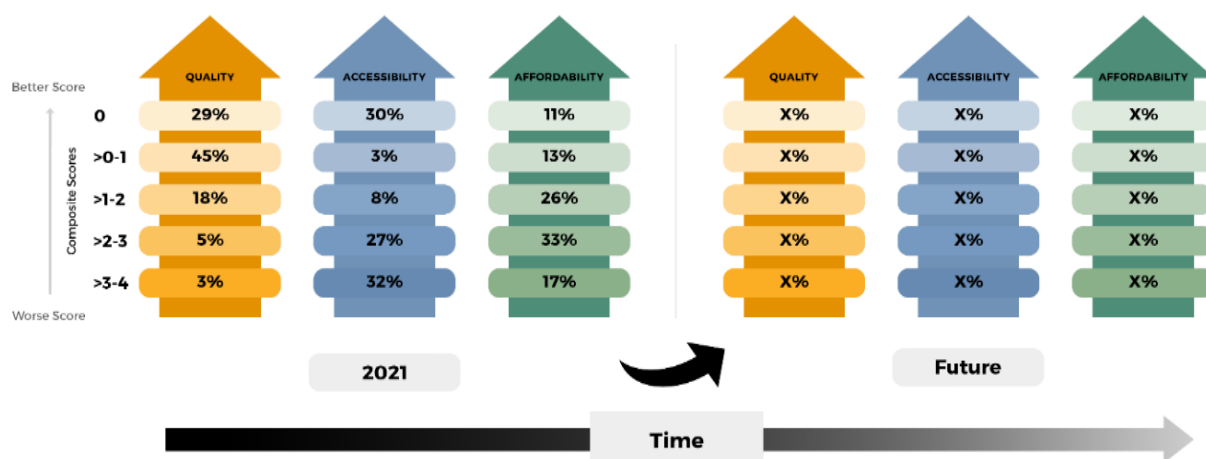 QUALITY ACCESSIBILITY AFFORDABILITY QUALITY ACCESSIBILITY AFFORDABILITY
Better Score
0 29% 30% 11% X% X% X%
>0-1 45% 3% 13% X% X% X%
>1-2 18% 8% 26% X% X% X%
>2-3 5% 27% 33% X% X% X%
>3-4 3% 32% 17% X% X% X%
Composite Scores
Worse Score
2021 Future
Time